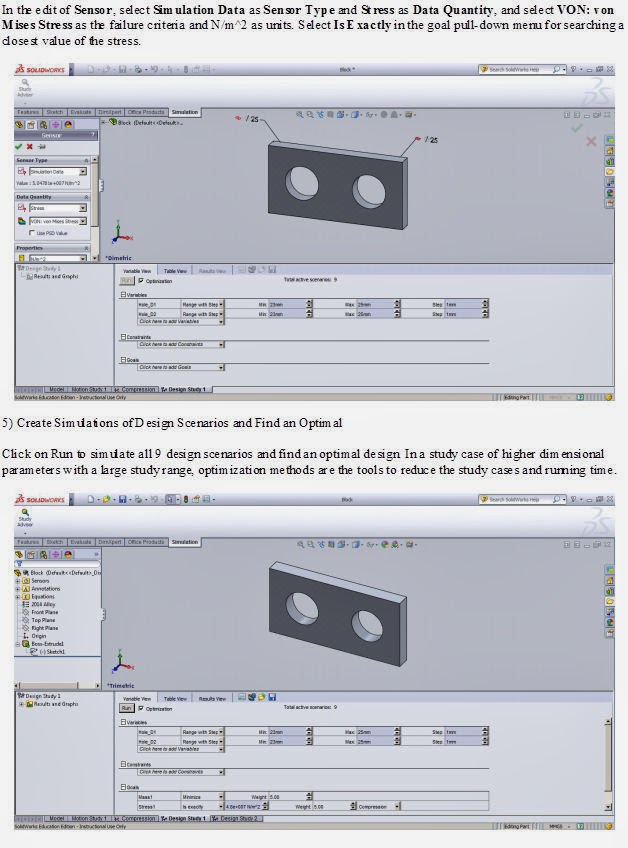 In the edit of Sensor, select Simulation Data as Sensor Type and Stress as Data Quantity, and select VON: von
Mises Stress as the failure criteria and N/m^2 as units. Select Is Exactly in the goal pull-down menu for searching a
closest value of the stress.
SOLIDWORKS
Block *
Search SolidWorks Help
Study
Advisor
Features Sketch Evaluate DimXpert Office Products Simulation
Block (Default<<Default>_...
Sensor
Sensor Type
Simulation Data
Value : 5.0478e+007 N/m^2
Data Quantity
Stress
VON: von Mises Stress
Use PSD Value
Properties
N/m^2
25
25
*Dimetric
Design Study 1
Results and Graphs
Variable View Table View Results View
Run Optimization Total active scenarios: 9
Variables
Hole_D1 Range with Step Min: 23mm Max: 25mm Step: 1mm
Hole_D2 Range with Step Min: 23mm Max: 25mm Step: 1mm
Click here to add Variables
Constraints
Click here to add Constraints
Goals
Click here to add Goals
Model Motion Study 1 Compression Design Study 1
SolidWorks Education Edition - Instructional Use Only
Editing Part
MMGS
5) Create Simulations of Design Scenarios and Find an Optimal
Click on Run to simulate all 9 design scenarios and find an optimal design. In a study case of higher dimensional
parameters with a large study range, optimization methods are the tools to reduce the study cases and running time.
SOLIDWORKS
Block
Search SolidWorks Help
Study
Advisor
Features Sketch Evaluate DimXpert Office Products Simulation
Block (Default<<Default>_Dis
Sensors
Annotations
Equations
2014 Alloy
Front Plane
Top Plane
Right Plane
Origin
Boss-Extrude1
(-) Sketch1
*Trimetric
Design Study 1
Results and Graphs
Variable View Table View Results View
Run Optimization Total active scenarios: 9
Variables
Hole_D1 Range with Step Min: 23mm Max: 25mm Step: 1mm
Hole_D2 Range with Step Min: 23mm Max: 25mm Step: 1mm
Click here to add Variables
Constraints
Click here to add Constraints
Goals
Mass1 Minimize Weight: 5.00
Stress1 Is exactly 4.8e+007 N/m^2 Weight: 5.00 Compression
Model Motion Study 1 Compression Design Study 1 Design Study 2
SolidWorks Education Edition - Instructional Use Only
Editing Part
MMGS